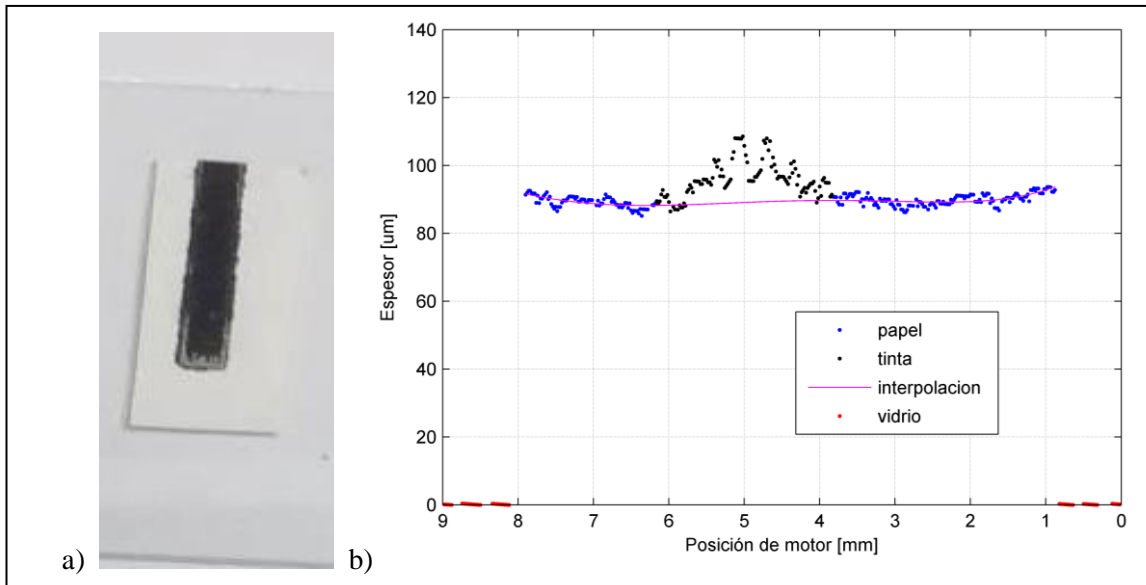 a)
b)
140
120
100
80
60
40
20
0
Espesor [um]
papel
tinta
interpolacion
vidrio
9 8 7 6 5 4 3 2 1 0
Posición de motor [mm]